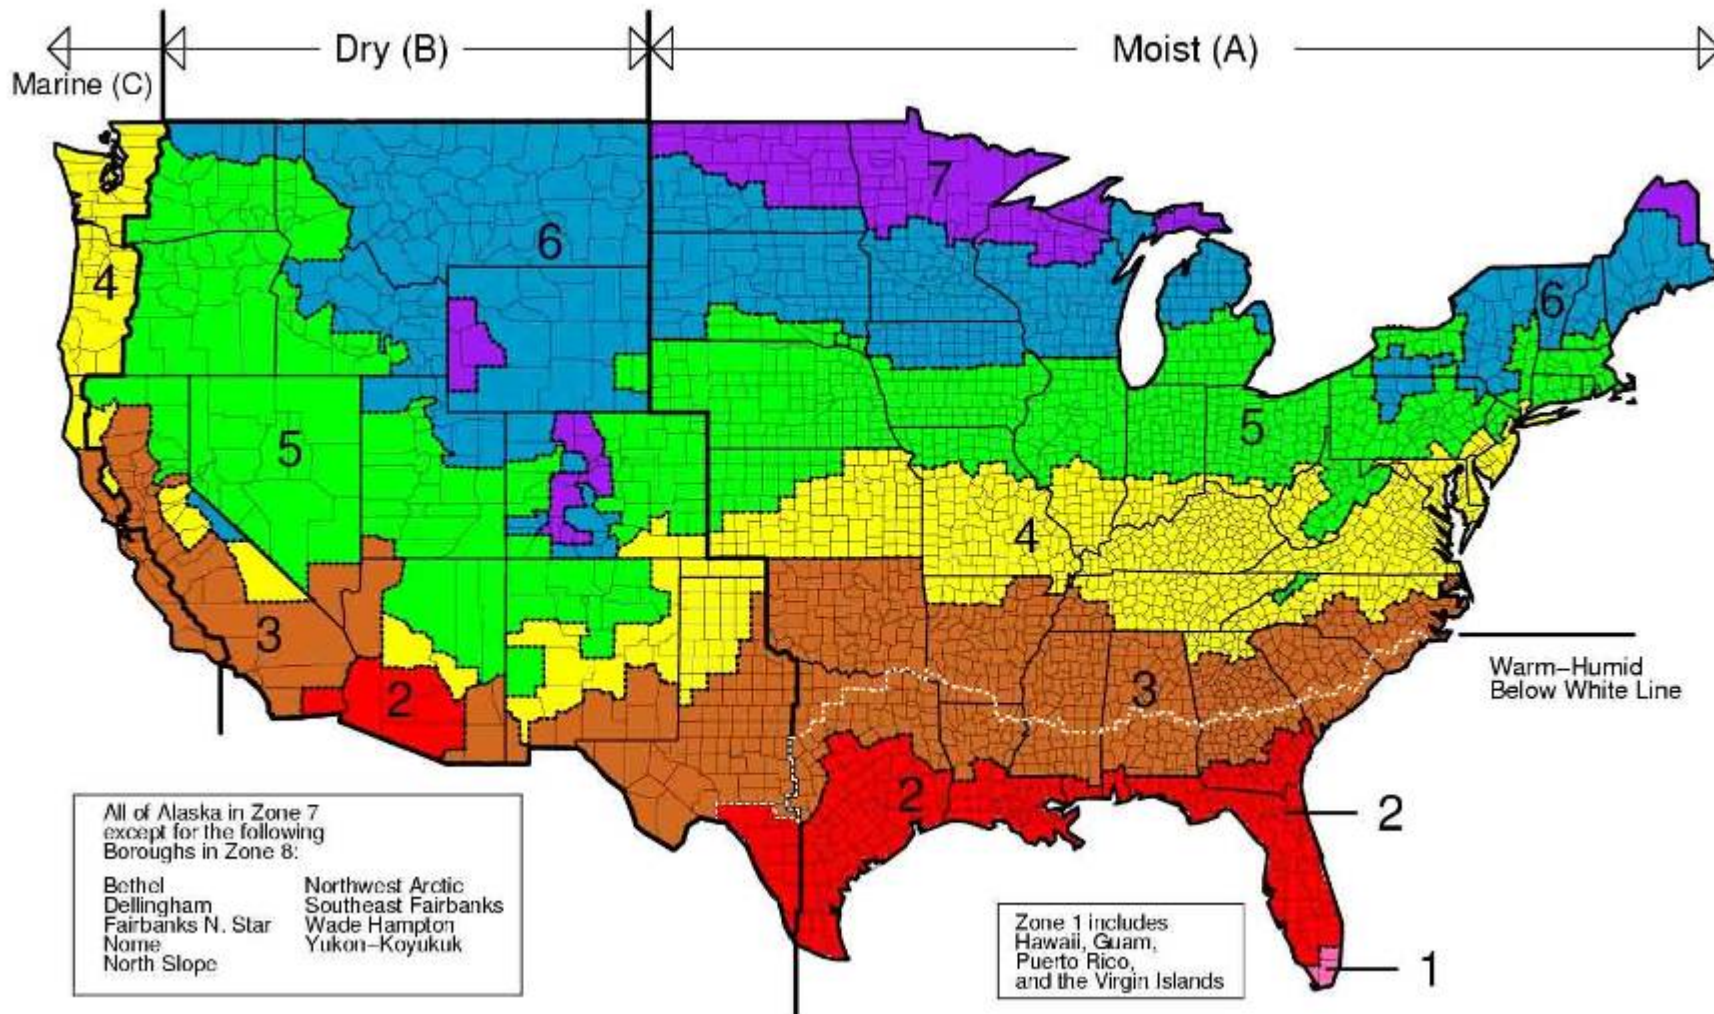 Marine (C)
Dry (B)
Moist (A)
7
6
6
4
5
5
4
3
3
2
2
2
1
Warm–Humid
Below White Line
All of Alaska in Zone 7
except for the following
Boroughs in Zone 8:
Bethel
Dellingham
Fairbanks N. Star
Nome
North Slope
Northwest Arctic
Southeast Fairbanks
Wade Hampton
Yukon–Koyukuk
Zone 1 includes
Hawaii, Guam,
Puerto Rico,
and the Virgin Islands